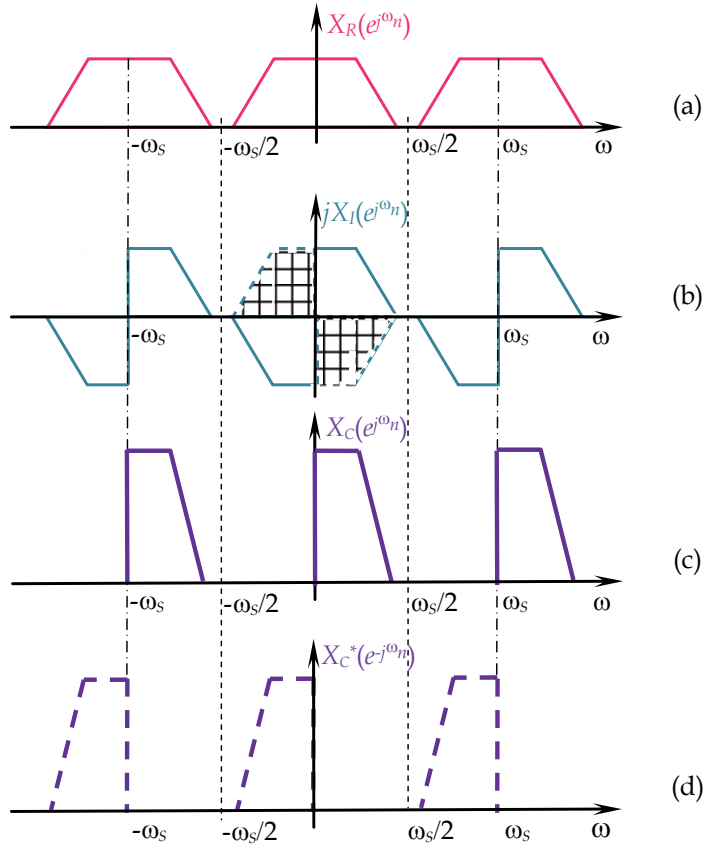 X_R(e^{jω_n})
(a)
-ω_S -ω_S/2 ω_S/2 ω_S ω
jX_I(e^{jω_n})
(b)
-ω_S ω_S ω
X_C(e^{jω_n})
(c)
-ω_S -ω_S/2 ω_S/2 ω_S ω
X_C*(e^{-jω_n})
(d)
-ω_S -ω_S/2 ω_S/2 ω_S ω